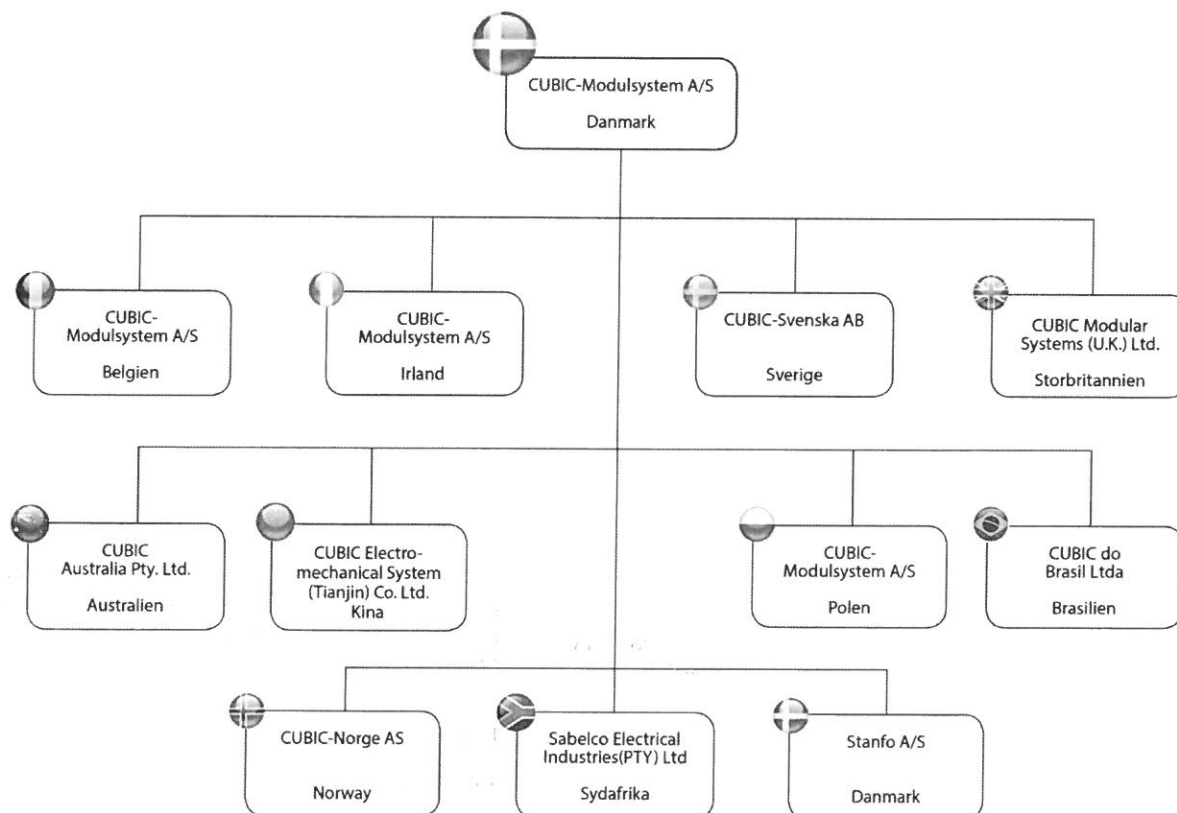 CUBIC-Modulsystem A/S
Danmark
CUBIC-
Modulsystem A/S
Belgien
CUBIC-
Modulsystem A/S
Irland
CUBIC-Svenska AB
Sverige
CUBIC Modular
Systems (U.K.) Ltd.
Storbritannien
CUBIC
Australia Pty. Ltd.
Australien
CUBIC Electro-
mechanical System
(Tianjin) Co. Ltd.
Kina
CUBIC-
Modulsystem A/S
Polen
CUBIC do
Brasil Ltda
Brasilien
CUBIC-Norge AS
Norway
Sabelco Electrical
Industries(PTY) Ltd
Sydafrika
Stanfo A/S
Danmark